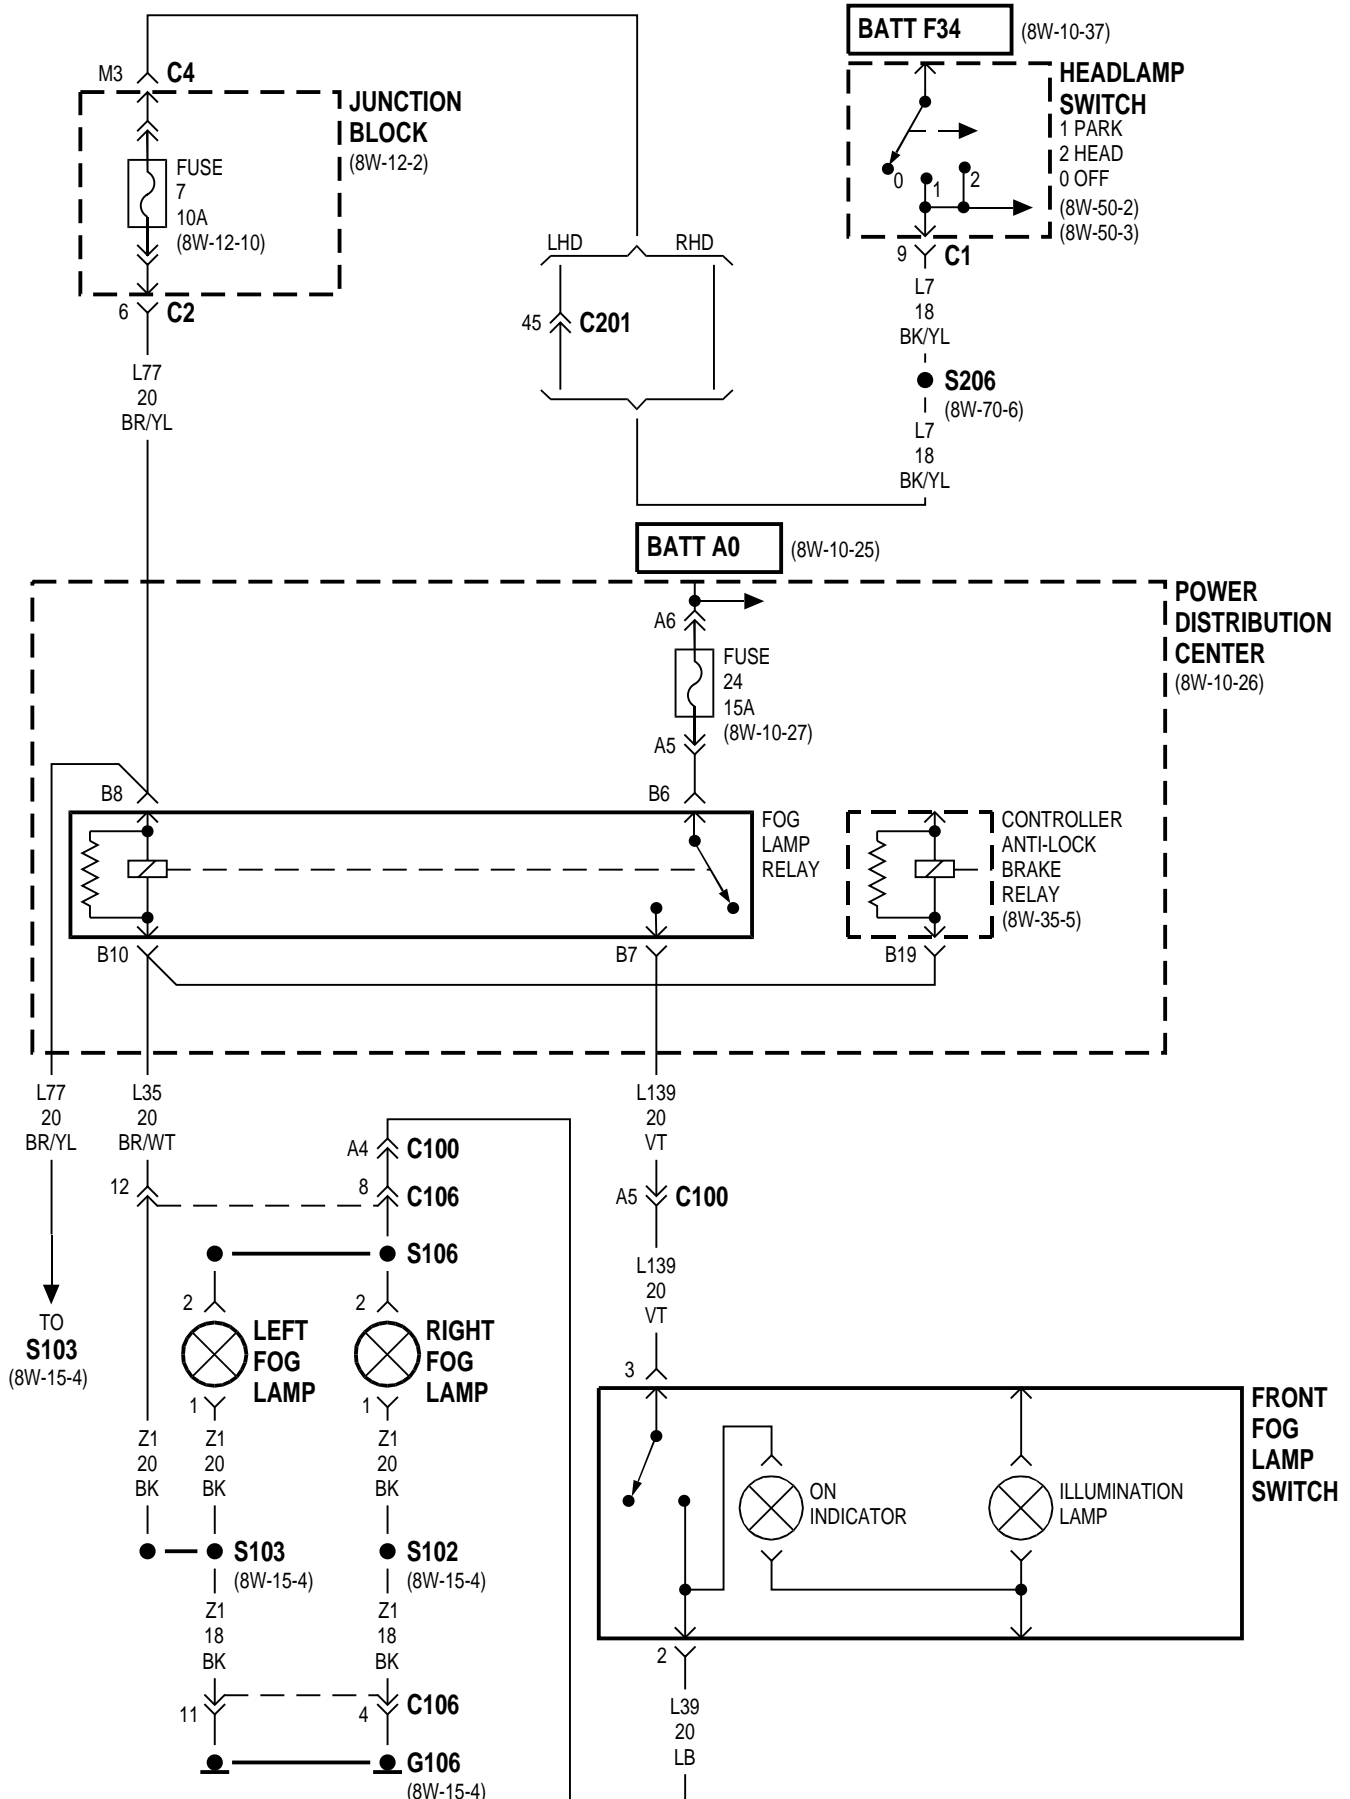 BATT F34
(8W-10-37)
M3
C4
JUNCTION
BLOCK
(8W-12-2)
HEADLAMP
SWITCH
1 PARK
2 HEAD
0 OFF
(8W-50-2)
(8W-50-3)
FUSE
7
10A
(8W-12-10)
0
1
2
LHD
RHD
9
C1
6
C2
45
C201
L7
18
BK/YL
L77
20
BR/YL
S206
(8W-70-6)
L7
18
BK/YL
BATT A0
(8W-10-25)
POWER
DISTRIBUTION
CENTER
(8W-10-26)
A6
FUSE
24
15A
(8W-10-27)
A5
B8
B6
FOG
LAMP
RELAY
CONTROLLER
ANTI-LOCK
BRAKE
RELAY
(8W-35-5)
B10
B7
B19
L77
20
BR/YL
L35
20
BR/WT
L139
20
VT
A4
C100
12
8
C106
A5
C100
S106
L139
20
VT
2
2
TO
S103
(8W-15-4)
LEFT
FOG
LAMP
RIGHT
FOG
LAMP
3
1
1
FRONT
FOG
LAMP
SWITCH
Z1
20
BK
Z1
20
BK
Z1
20
BK
ON
INDICATOR
ILLUMINATION
LAMP
S103
(8W-15-4)
S102
(8W-15-4)
Z1
18
BK
Z1
18
BK
2
11
4
C106
L39
20
LB
G106
(8W-15-4)